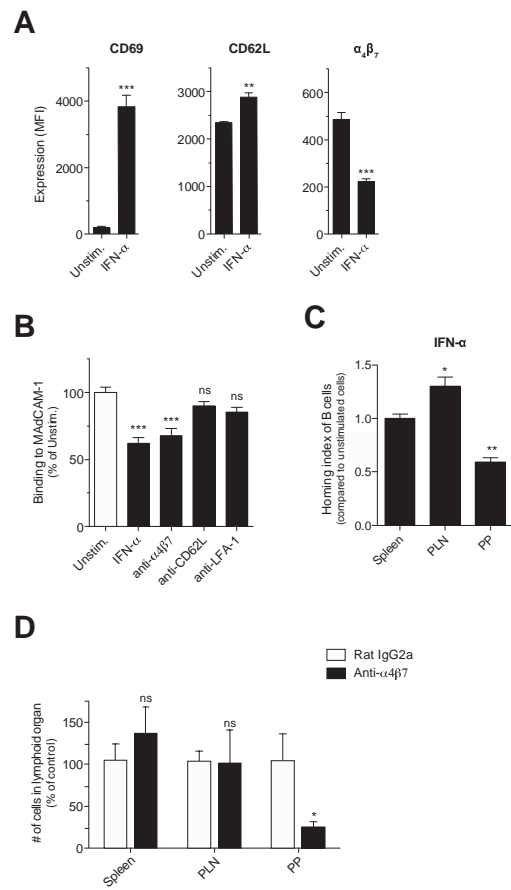 A
CD69
CD62L
α4β7
Expression (MFI)
4000
2000
0
***
Unstim.
IFN-α
3000
2000
1000
0
**
Unstim.
IFN-α
600
400
200
0
***
Unstim.
IFN-α
B
Binding to MAdCAM-1
(% of Unstim.)
100
50
0
***
***
ns
ns
Unstim.
IFN-α
anti-α4β7
anti-CD62L
anti-LFA-1
C
IFN-α
Homing index of B cells
(compared to unstimulated cells)
1.5
1.0
0.5
0.0
*
**
Spleen
PLN
PP
D
Rat IgG2a
Anti-α4β7
# of cells in lymphoid organ
(% of control)
150
100
50
0
ns
ns
*
Spleen
PLN
PP